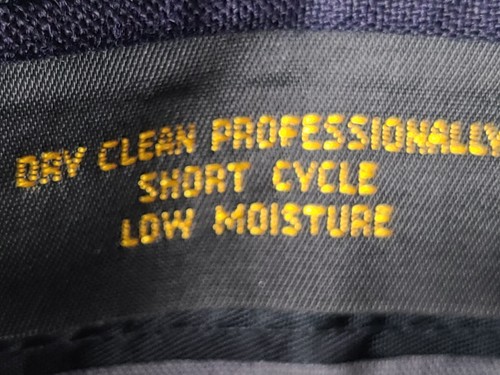 DRY CLEAN PROFESSIONALLY
SHORT CYCLE
LOW MOISTURE